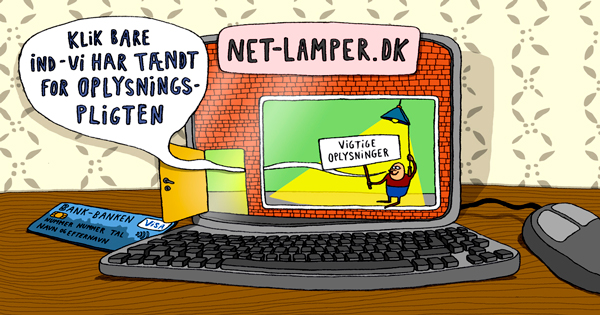 KLIK BARE
IND-VI HAR TÆNDT
FOR OPLYSNINGS-
PLIGTEN
NET-LAMPER.DK
VIGTIGE
OPLYSNINGER
BANK-BANKEN
VISA
NUMMER NUMMER TAL
NAVN OG EFTERNAVN